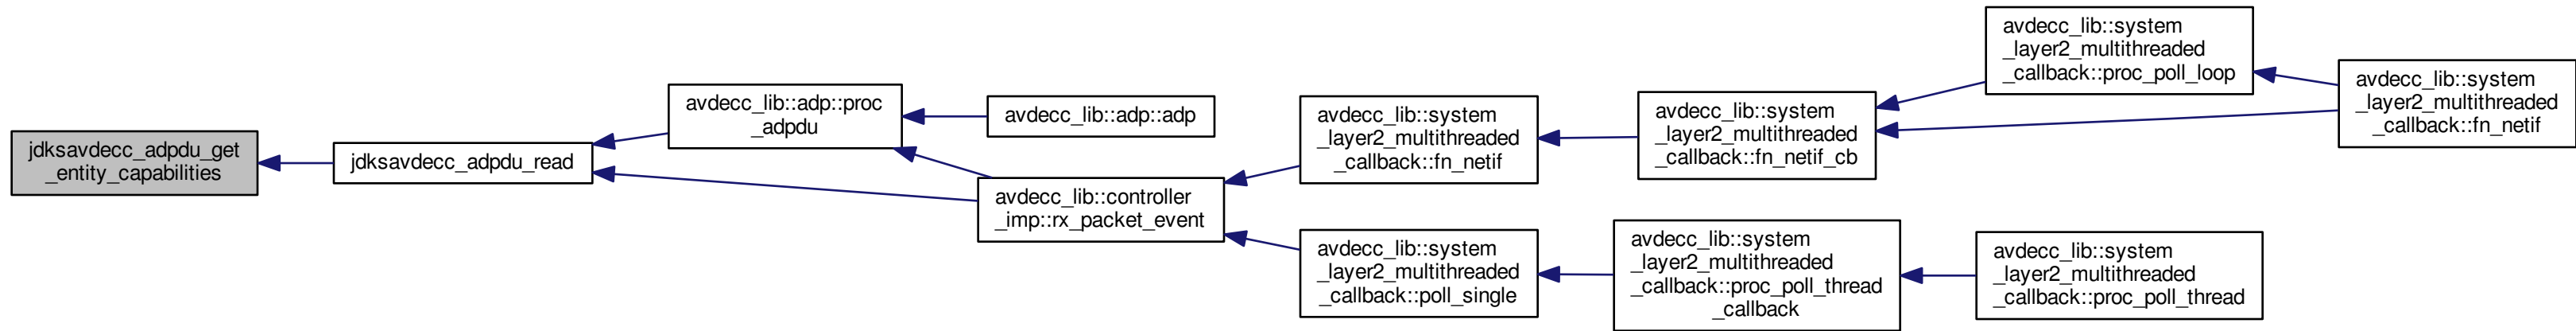 jdksavdecc_adpdu_get
_entity_capabilities
jdksavdecc_adpdu_read
avdecc_lib::adp::proc
_adpdu
avdecc_lib::adp::adp
avdecc_lib::controller
_imp::rx_packet_event
avdecc_lib::system
_layer2_multithreaded
_callback::fn_netif
avdecc_lib::system
_layer2_multithreaded
_callback::poll_single
avdecc_lib::system
_layer2_multithreaded
_callback::fn_netif_cb
avdecc_lib::system
_layer2_multithreaded
_callback::proc_poll_thread
_callback
avdecc_lib::system
_layer2_multithreaded
_callback::proc_poll_loop
avdecc_lib::system
_layer2_multithreaded
_callback::proc_poll_thread
avdecc_lib::system
_layer2_multithreaded
_callback::fn_netif